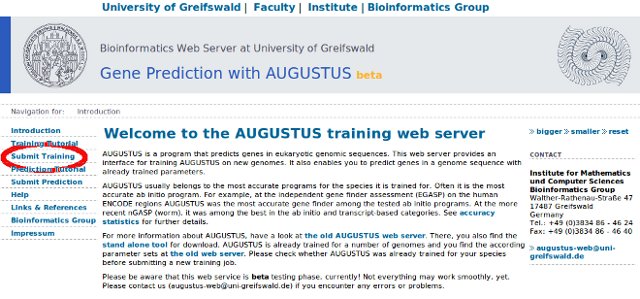 University of Greifswald | Faculty | Institute | Bioinformatics Group
Bioinformatics Web Server at University of Greifswald
Gene Prediction with AUGUSTUS beta
Navigation for: Introduction
Introduction
Training Tutorial
Submit Training
Prediction Tutorial
Submit Prediction
Help
Links & References
Bioinformatics Group
Impressum
Welcome to the AUGUSTUS training web server
AUGUSTUS is a program that predicts genes in eukaryotic genomic sequences. This web server provides an
interface for training AUGUSTUS on new genomes. It also enables you to predict genes in a genome sequence with
already trained parameters.
AUGUSTUS usually belongs to the most accurate programs for the species it is trained for. Often it is the most
accurate ab initio program. For example, at the independent gene finder assessment (EGASP) on the human
ENCODE regions AUGUSTUS was the most accurate gene finder among the tested ab initio programs. At the more
recent nGASP (worm), it was among the best in the ab initio and transcript-based categories. See accuracy
statistics for further details.
For more information about AUGUSTUS, have a look at the old AUGUSTUS web server. There, you also find the
stand alone tool for download. AUGUSTUS is already trained for a number of genomes and you find the according
parameter sets at the old web server. Please check whether AUGUSTUS was already trained for your species
before submitting a new training job.
Please be aware that this web service is beta testing phase, currently! Not everything may work smoothly, yet.
Please contact us (augustus-web@uni-greifswald.de) if you encounter any errors or problems.
» bigger » smaller » reset
CONTACT
Institute for Mathematics
und Computer Sciences
Bioinformatics Group
Walther-Rathenau-Straße 47
17487 Greifswald
Germany
Tel.: +49 (0)3834 86 - 46 24
Fax: +49 (0)3834 86 - 46 40
» augustus-web@uni-
greifswald.de